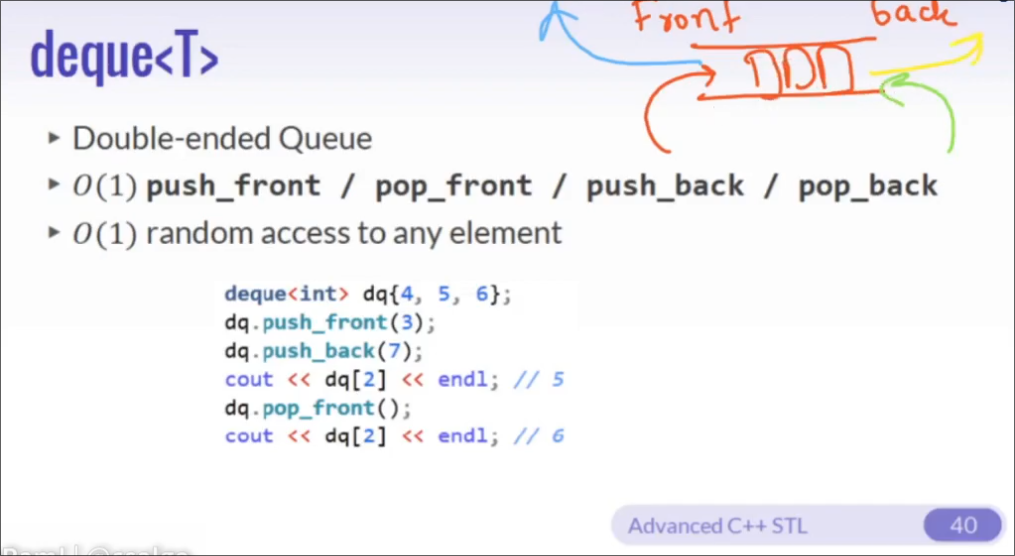 Front back
deque<T>
▸ Double-ended Queue
▸ O(1) push_front / pop_front / push_back / pop_back
▸ O(1) random access to any element
deque<int> dq{4, 5, 6};
dq.push_front(3);
dq.push_back(7);
cout << dq[2] << endl; // 5
dq.pop_front();
cout << dq[2] << endl; // 6
Advanced C++ STL 40